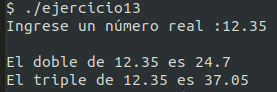 $ ./ejercicio13
Ingrese un número real :12.35
El doble de 12.35 es 24.7
El triple de 12.35 es 37.05